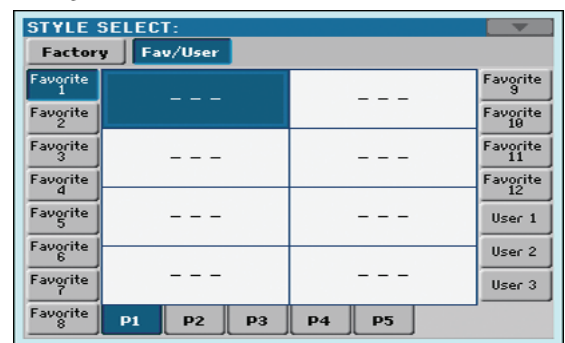 STYLE SELECT:
Factory Fav/User
Favorite 1
Favorite 2
Favorite 3
Favorite 4
Favorite 5
Favorite 6
Favorite 7
Favorite 8
- - - - - -
- - - - - -
- - - - - -
- - - - - -
Favorite 9
Favorite 10
Favorite 11
Favorite 12
User 1
User 2
User 3
P1 P2 P3 P4 P5